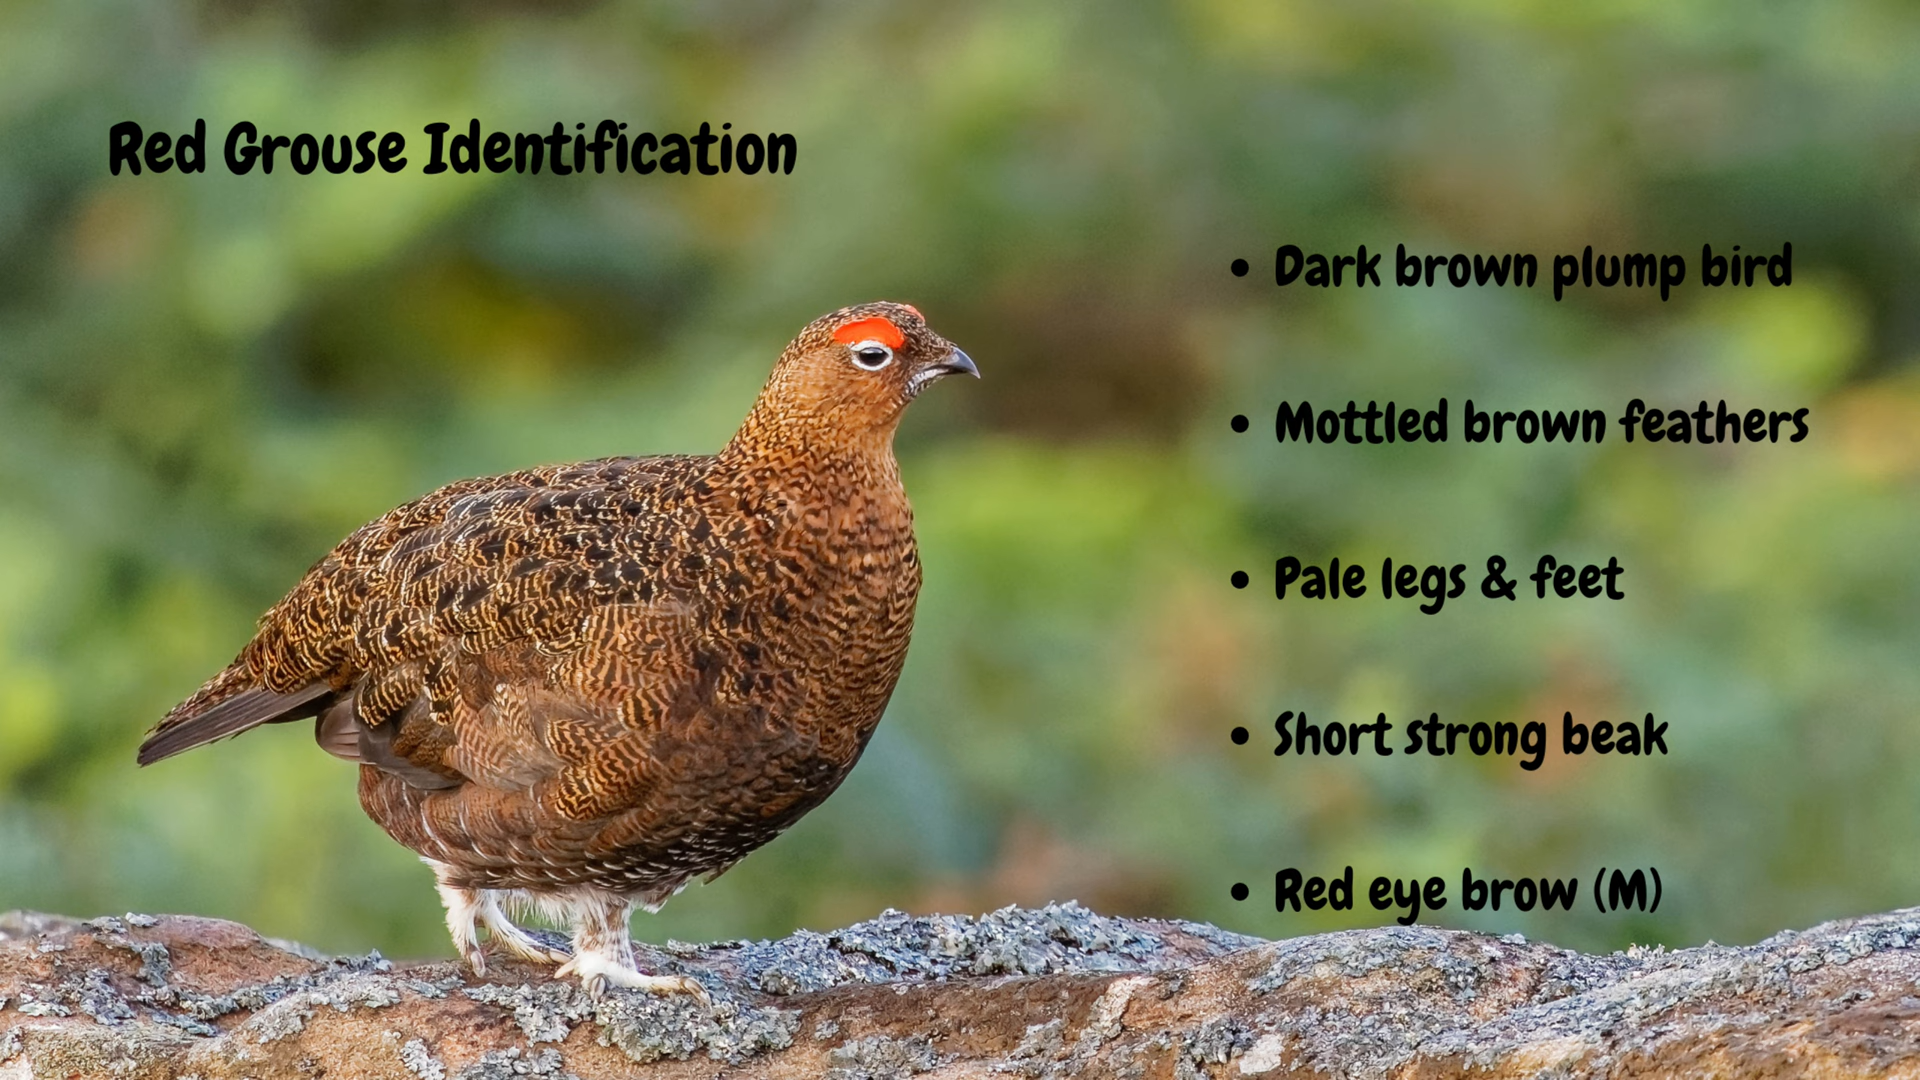 Red Grouse Identification
• Dark brown plump bird
• Mottled brown feathers
• Pale legs & feet
• Short strong beak
• Red eye brow (M)